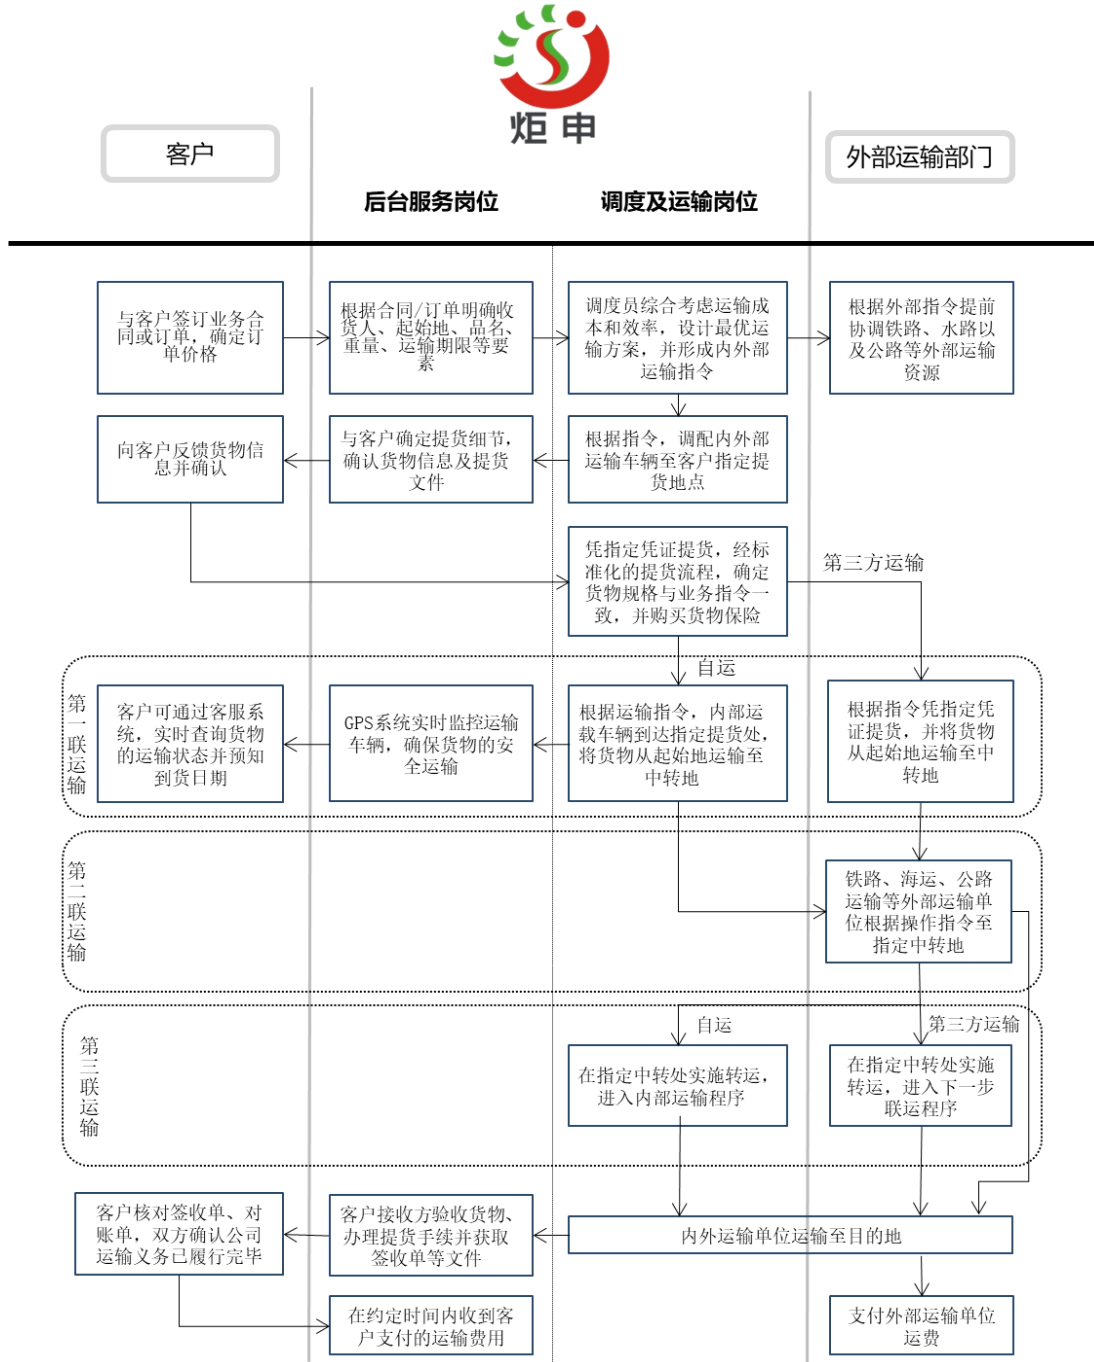 炬申
客户
外部运输部门
后台服务岗位
调度及运输岗位
与客户签订业务合
同或订单，确定订
单价格
根据合同/订单明确收
货人、起始地、品名、
重量、运输期限等要
素
调度员综合考虑运输成
本和效率，设计最优运
输方案，并形成内外部
运输指令
根据外部指令提前
协调铁路、水路以
及公路等外部运输
资源
向客户反馈货物信
息并确认
与客户确定提货细节，
确认货物信息及提货
文件
根据指令，调配内外部
运输车辆至客户指定提
货地点
凭指定凭证提货，经标
准化的提货流程，确定
货物规格与业务指令一
致，并购买货物保险
第三方运输
自运
第一联运输
客户可通过客服系
统，实时查询货物
的运输状态并预知
到货日期
GPS系统实时监控运输
车辆，确保货物的安
全运输
根据运输指令，内部运
载车辆到达指定提货处，
将货物从起始地运输至
中转地
根据指令凭指定凭
证提货，并将货物
从起始地运输至中
转地
第二联运输
铁路、海运、公路
运输等外部运输单
位根据操作指令至
指定中转地
第三联运输
自运
第三方运输
在指定中转处实施转运，
进入内部运输程序
在指定中转处实施
转运，进入下一步
联运程序
客户核对签收单、对
账单，双方确认公司
运输义务已履行完毕
客户接收方验收货物、
办理提货手续并获取
签收单等文件
内外运输单位运输至目的地
在约定时间内收到客
户支付的运输费用
支付外部运输单位
运费